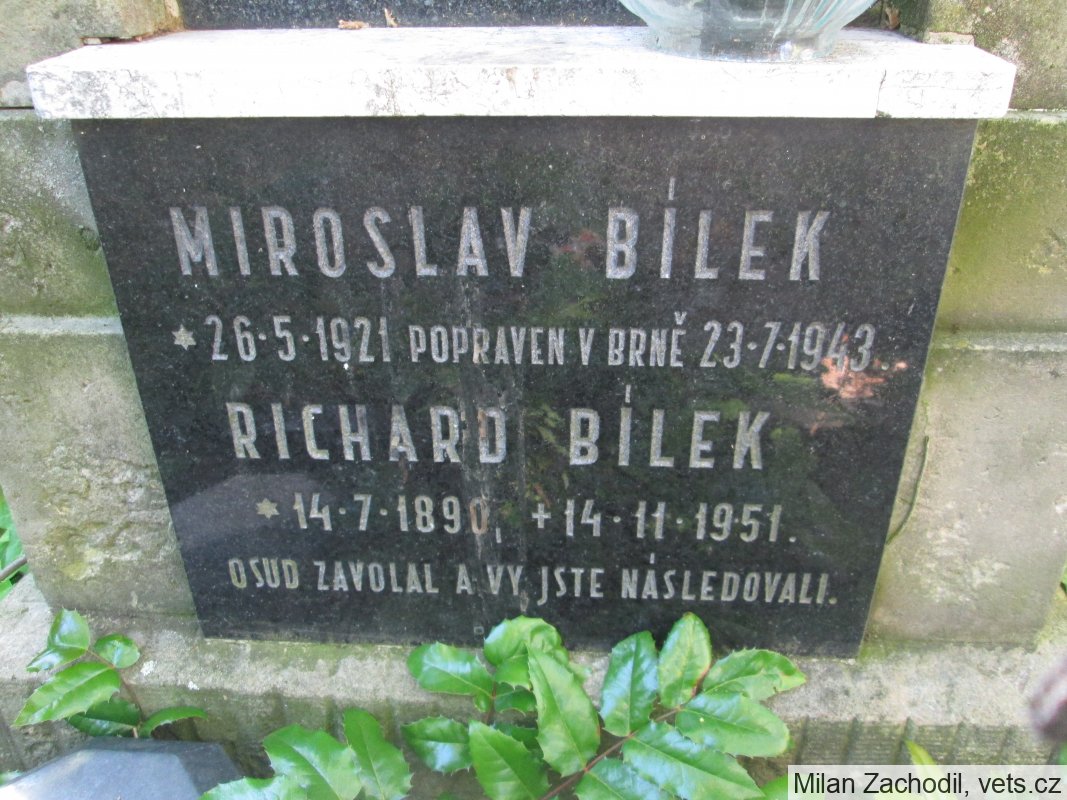 MIROSLAV BÍLEK
* 26·5·1921 POPRAVEN V BRNĚ 23·7·1943.
RICHARD BÍLEK
* 14·7·1890, + 14·11·1951.
OSUD ZAVOLAL A VY JSTE NÁSLEDOVALI.
Milan Zachodil, vets.cz